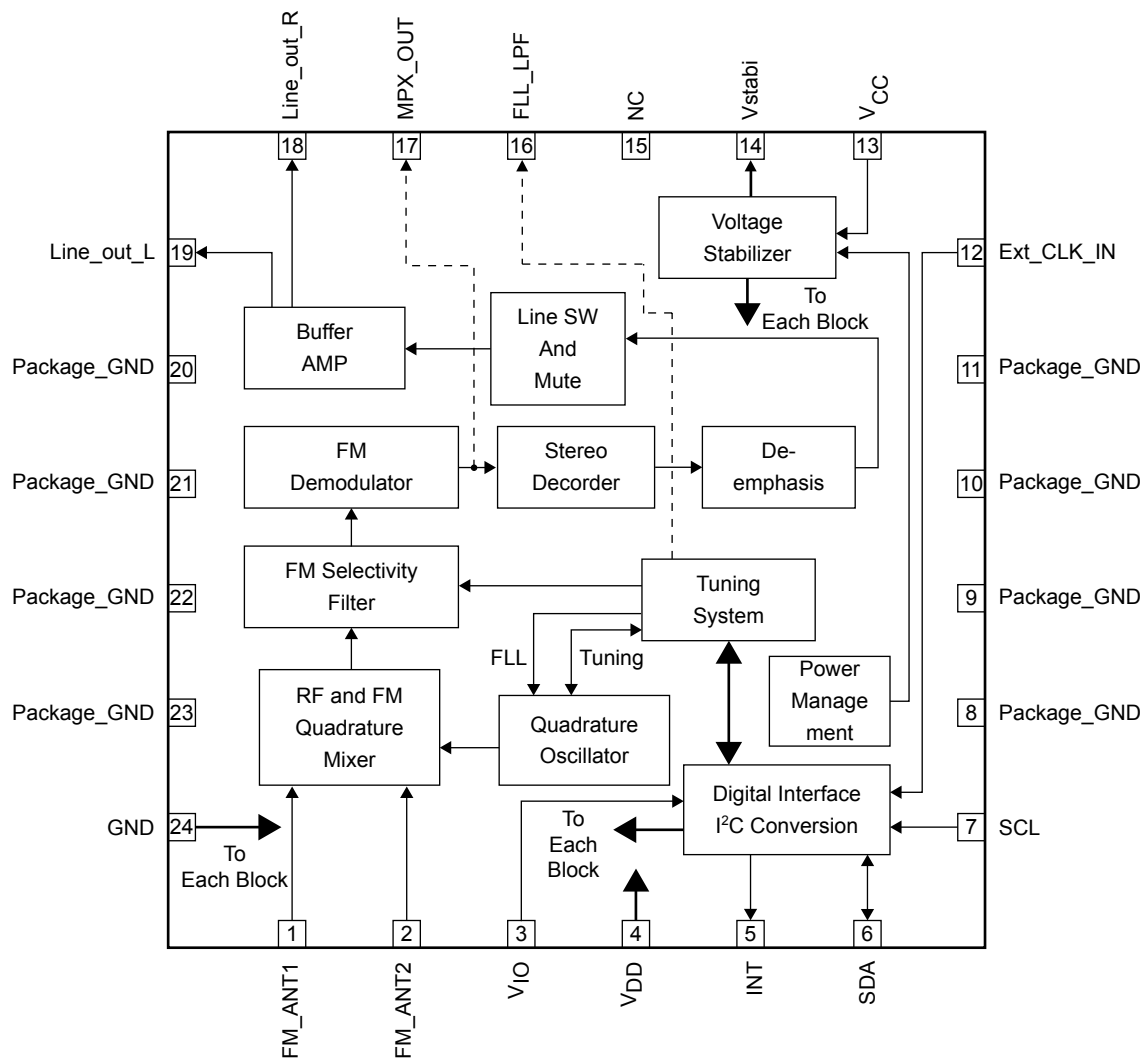 Line_out_R
MPX_OUT
FLL_LPF
NC
Vstabi
VCC
18
17
16
15
14
13
Line_out_L
19
Voltage
Stabilizer
12
Ext_CLK_IN
To
Each Block
Buffer
AMP
Line SW
And
Mute
Package_GND
20
11
Package_GND
FM
Demodulator
Stereo
Decorder
De-
emphasis
Package_GND
21
10
Package_GND
FM Selectivity
Filter
Tuning
System
Package_GND
22
9
Package_GND
FLL
Tuning
RF and FM
Quadrature
Mixer
Quadrature
Oscillator
Power
Manage
ment
Package_GND
23
8
Package_GND
GND
24
To
Each Block
To
Each
Block
Digital Interface
I²C Conversion
7
SCL
1
2
3
4
5
6
FM_ANT1
FM_ANT2
VIO
VDD
INT
SDA